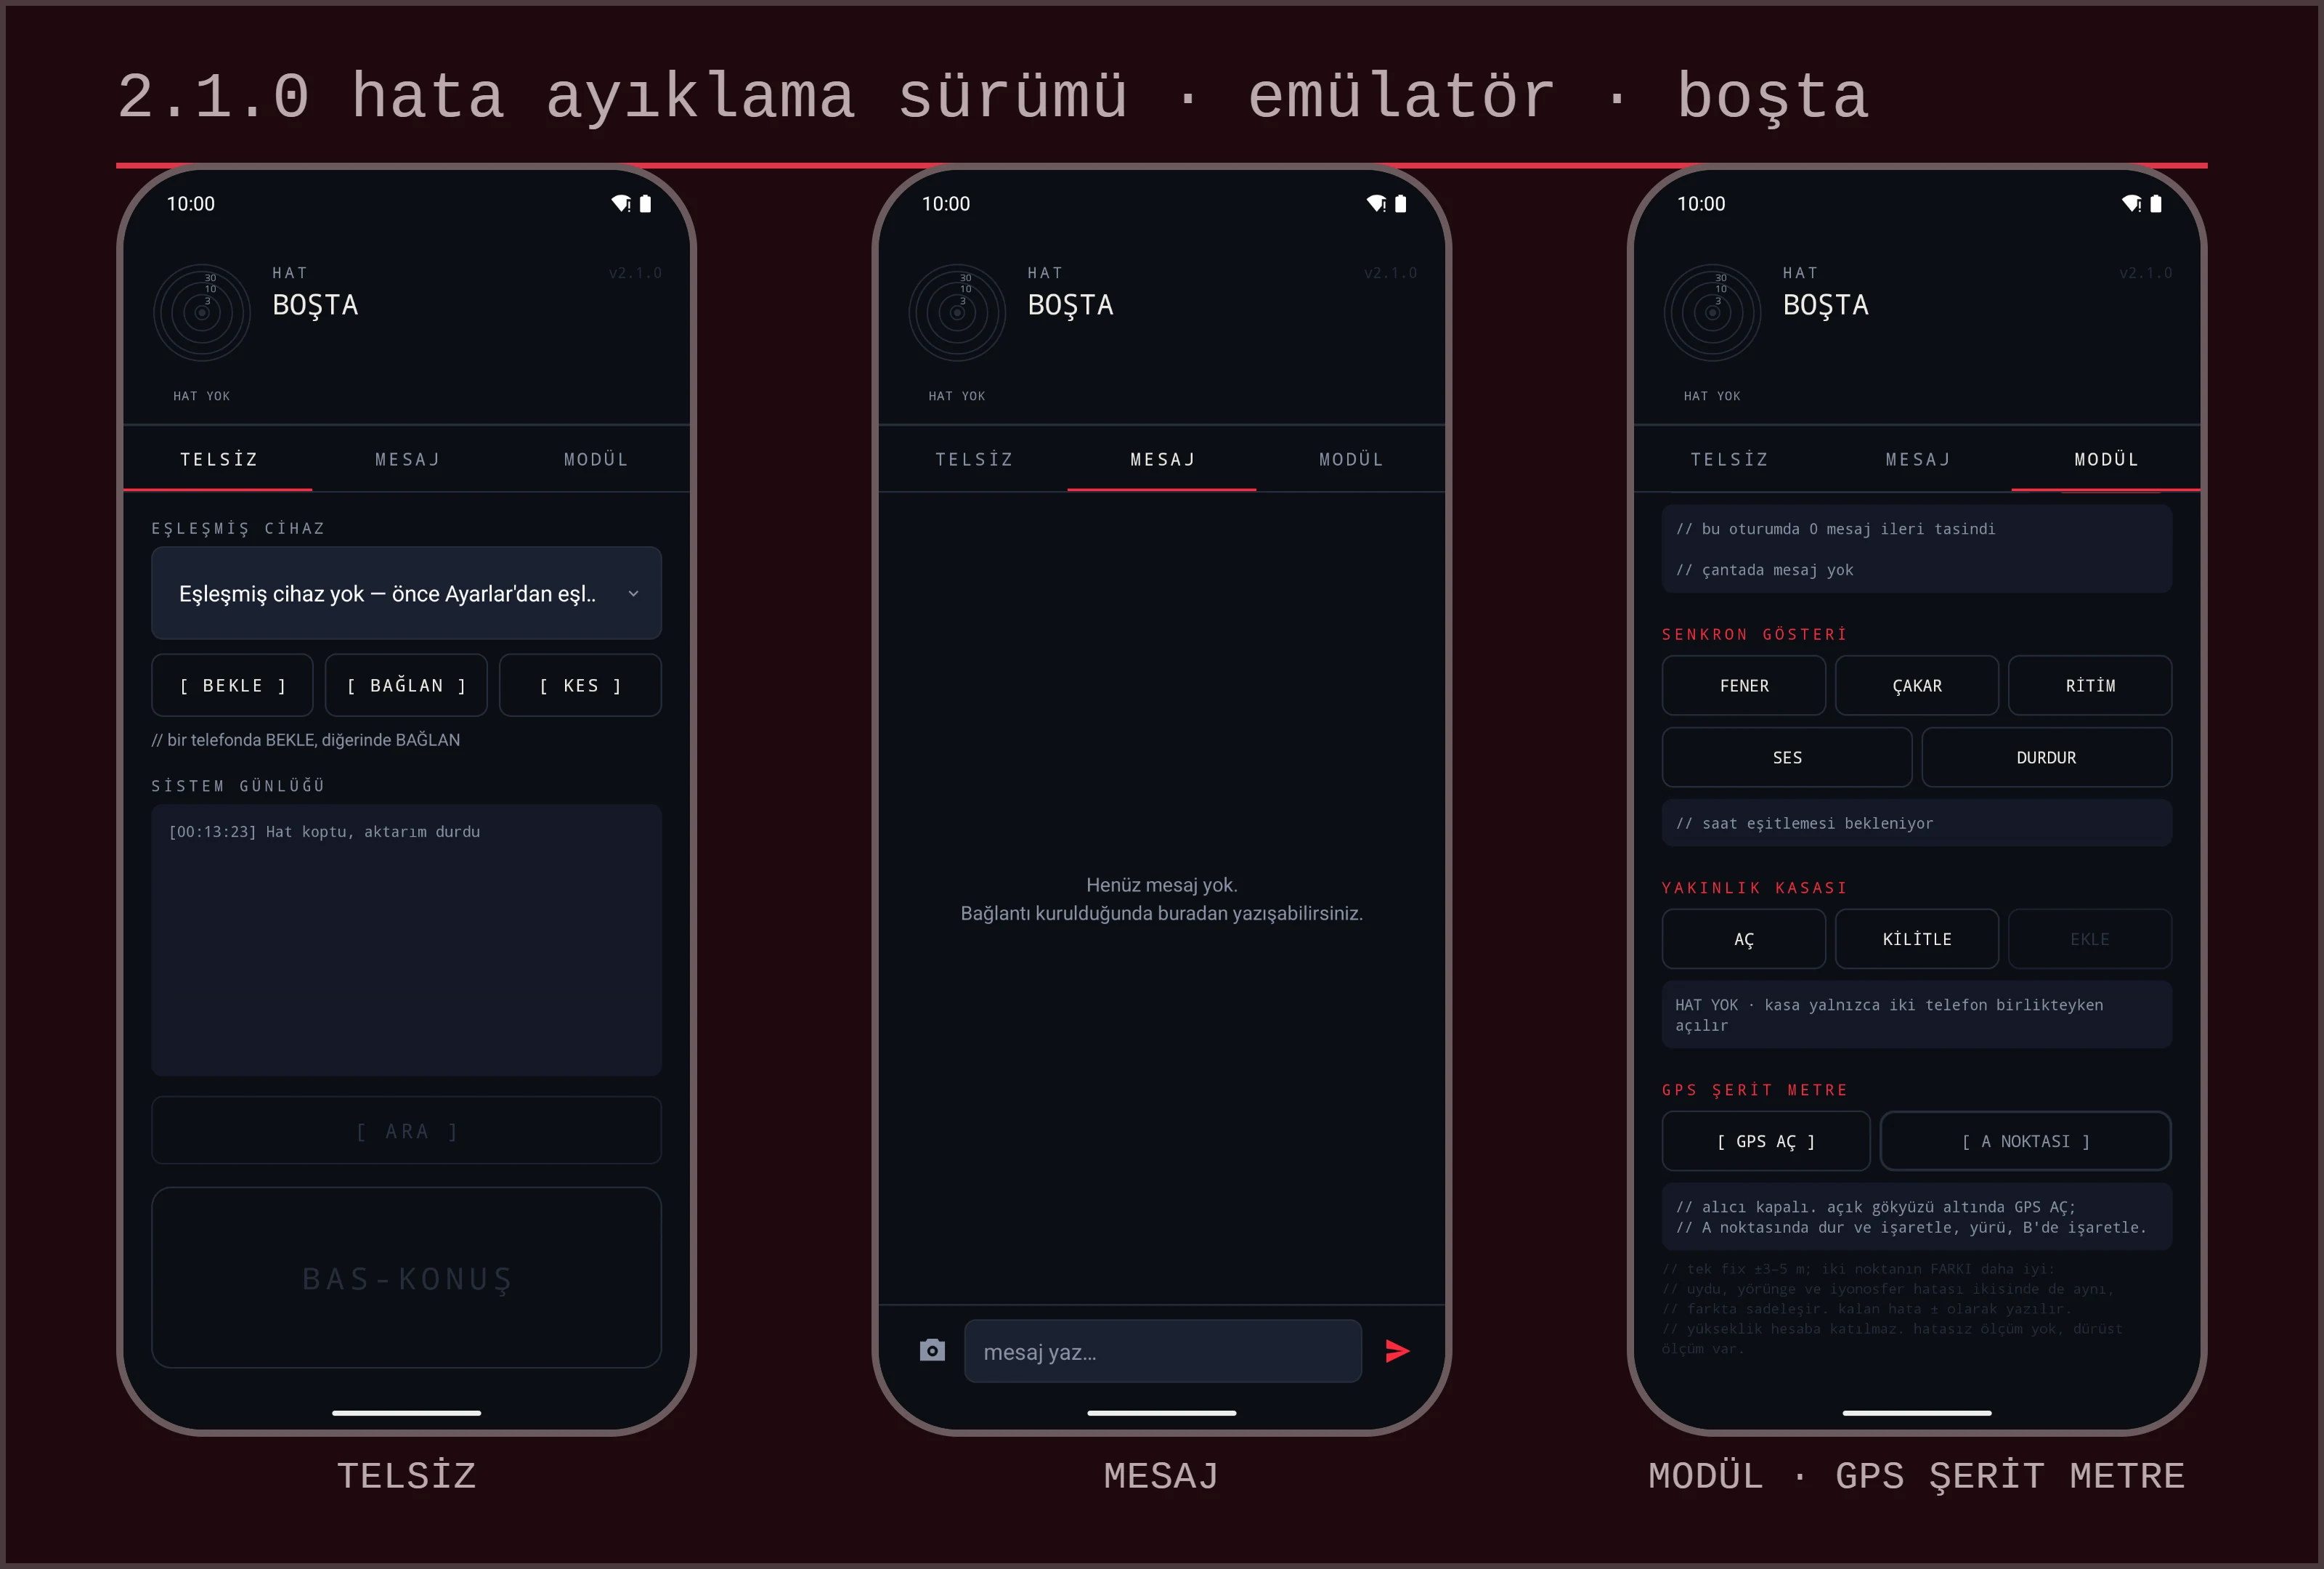 2.1.0 hata ayıklama sürümü · emülatör · boşta
10:00
30
10
3
HAT
BOŞTA
v2.1.0
HAT YOK
TELSİZ
MESAJ
MODÜL
EŞLEŞMİŞ CİHAZ
Eşleşmiş cihaz yok — önce Ayarlar'dan eşl..
[ BEKLE ]
[ BAĞLAN ]
[ KES ]
// bir telefonda BEKLE, diğerinde BAĞLAN
SİSTEM GÜNLÜĞÜ
[00:13:23] Hat koptu, aktarım durdu
[ ARA ]
BAS-KONUŞ
TELSİZ
10:00
30
10
3
HAT
BOŞTA
v2.1.0
HAT YOK
TELSİZ
MESAJ
MODÜL
Henüz mesaj yok.
Bağlantı kurulduğunda buradan yazışabilirsiniz.
mesaj yaz...
MESAJ
10:00
30
10
3
HAT
BOŞTA
v2.1.0
HAT YOK
TELSİZ
MESAJ
MODÜL
// bu oturumda 0 mesaj ileri tasindi
// çantada mesaj yok
SENKRON GÖSTERİ
FENER
ÇAKAR
RİTİM
SES
DURDUR
// saat eşitlemesi bekleniyor
YAKINLIK KASASI
AÇ
KİLİTLE
EKLE
HAT YOK · kasa yalnızca iki telefon birlikteyken
açılır
GPS ŞERİT METRE
[ GPS AÇ ]
[ A NOKTASI ]
// alıcı kapalı. açık gökyüzü altında GPS AÇ;
// A noktasında dur ve işaretle, yürü, B'de işaretle.
// tek fix ±3–5 m; iki noktanın FARKI daha iyi:
// uydu, yörünge ve iyonosfer hatası ikisinde de aynı,
// farkta sadeleşir. kalan hata ± olarak yazılır.
// yükseklik hesaba katılmaz. hatasız ölçüm yok, dürüst
ölçüm var.
MODÜL · GPS ŞERİT METRE